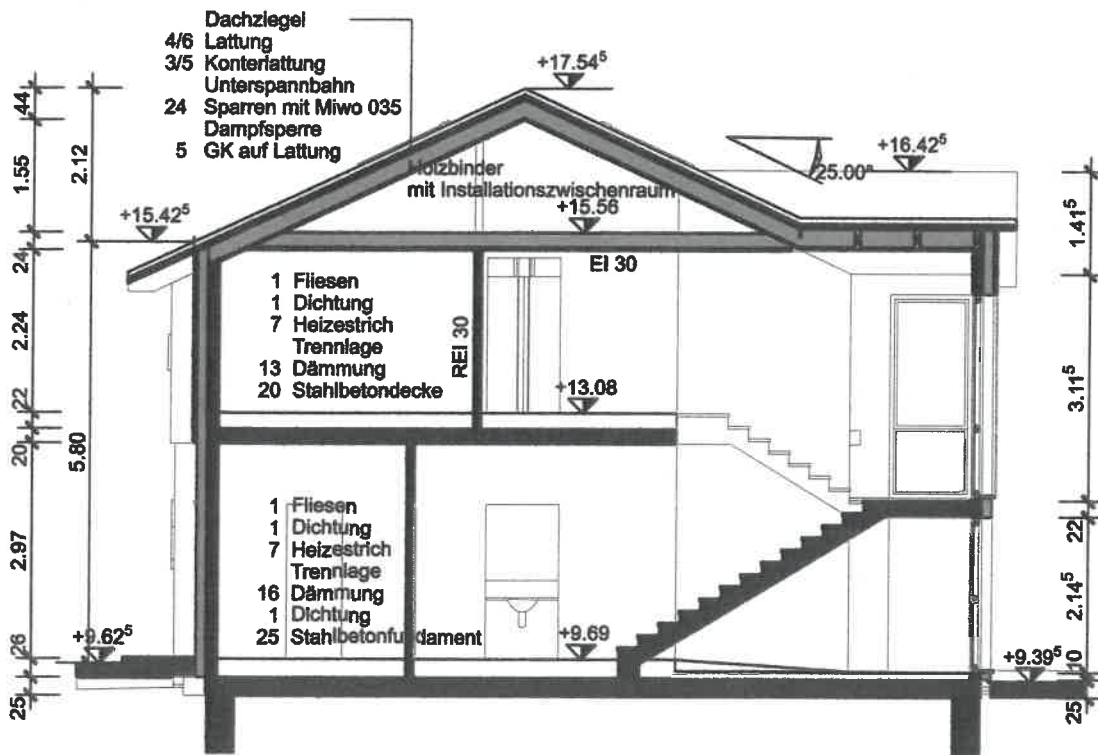 Dachziegel
4/6 Lattung
3/5 Konterlattung
Unterspannbahn
24 Sparren mit Miwo 035
Dampfsperre
5 GK auf Lattung
+17.54⁵
+16.42⁵
25.00°
Holzbinder
mit Installationszwischenraum
+15.42⁵
+15.56
EI 30
1 Fliesen
1 Dichtung
7 Heizestrich
Trennlage
13 Dämmung
20 Stahlbetondecke
REI 30
+13.08
1 Fliesen
1 Dichtung
7 Heizestrich
Trennlage
16 Dämmung
1 Dichtung
25 Stahlbetonfundament
+9.62⁵
+9.69
+9.39⁵
44
1.55
24
2.24
22
20
2.97
26
25
2.12
5.80
1.41⁵
3.11⁵
22
2.14⁵
10
25